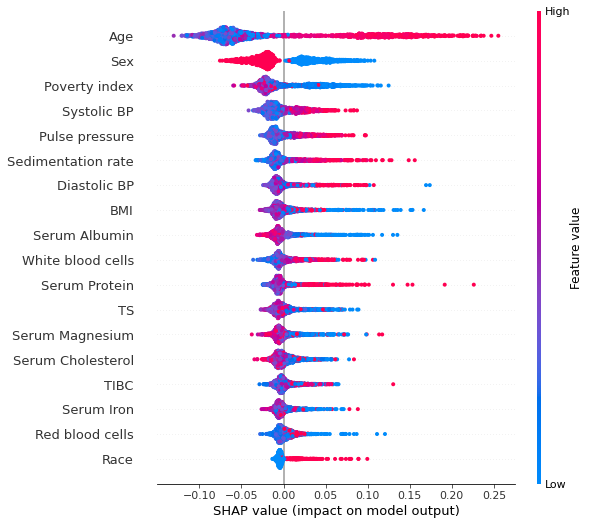 High
Age
Sex
Poverty index
Systolic BP
Pulse pressure
Sedimentation rate
Diastolic BP
BMI
Serum Albumin
White blood cells
Serum Protein
TS
Serum Magnesium
Serum Cholesterol
TIBC
Serum Iron
Red blood cells
Race
Feature value
Low
−0.10 −0.05 0.00 0.05 0.10 0.15 0.20 0.25
SHAP value (impact on model output)